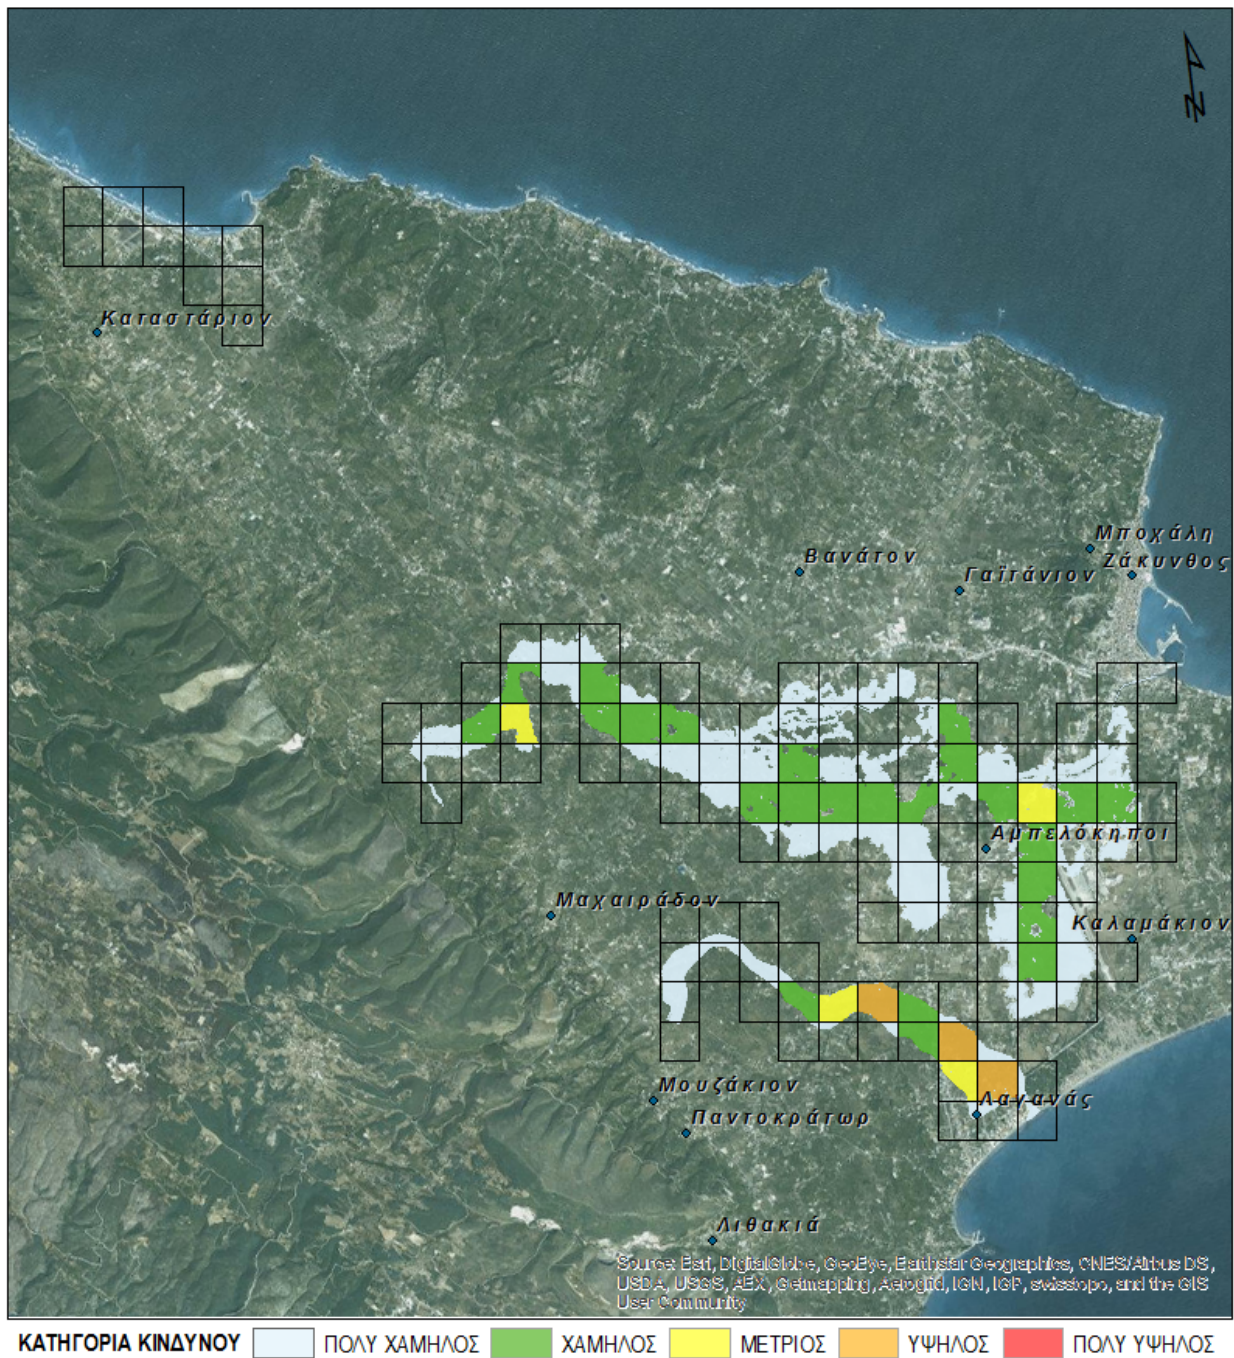 N
Καταστάριον
Μποχάλη
Βανάτον
Ζάκυνθος
Γαϊτάνιον
Αμπελόκηποι
Μαχαιράδον
Καλαμάκιον
Μουζάκιον
Λανανάς
Παντοκράτωρ
Λιθακιά
Source: Esri, DigitalGlobe, GeoEye, Earthstar Geographics, CNES/Airbus DS,
USDA, USGS, AEX, Getmapping, Aerogrid, IGN, IGP, swisstopo, and the GIS
User Community
ΚΑΤΗΓΟΡΙΑ ΚΙΝΔΥΝΟΥ ΠΟΛΥ ΧΑΜΗΛΟΣ ΧΑΜΗΛΟΣ ΜΕΤΡΙΟΣ ΥΨΗΛΟΣ ΠΟΛΥ ΥΨΗΛΟΣ